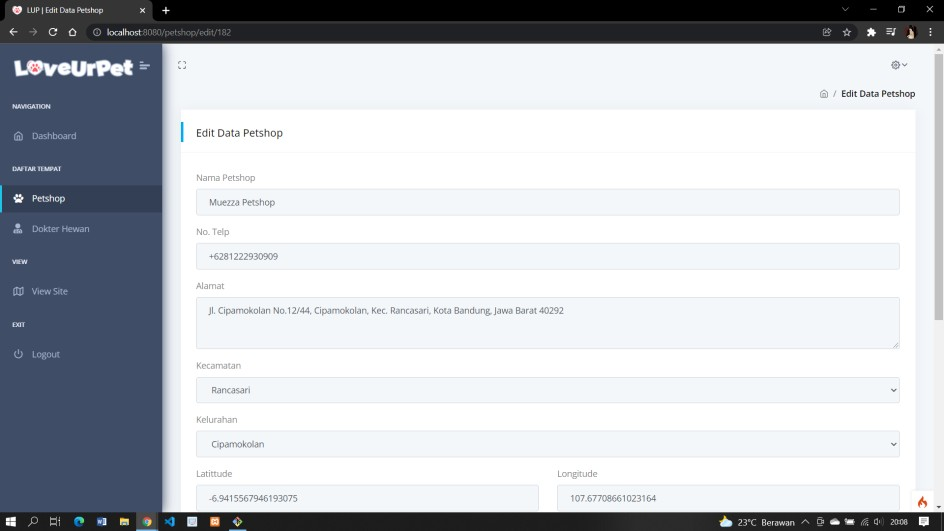 LUP | Edit Data Petshop
localhost:8080/petshop/edit/182
LoveUrPet
NAVIGATION
Dashboard
DAFTAR TEMPAT
Petshop
Dokter Hewan
VIEW
View Site
EXIT
Logout
/ Edit Data Petshop
Edit Data Petshop
Nama Petshop
Muezza Petshop
No. Telp
+6281222930909
Alamat
Jl. Cipamokolan No.12/44, Cipamokolan, Kec. Rancasari, Kota Bandung, Jawa Barat 40292
Kecamatan
Rancasari
Kelurahan
Cipamokolan
Latittude
Longitude
-6.9415567946193075
107.67708661023164
23°C Berawan
20:08